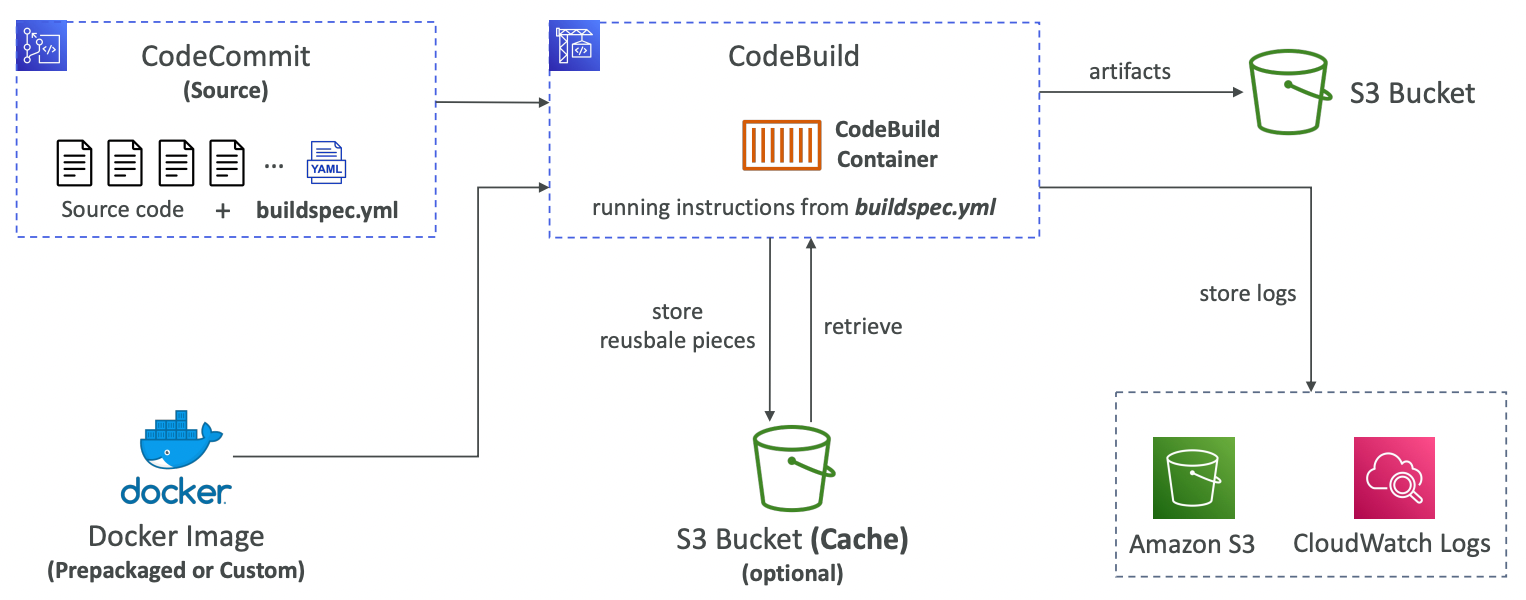 CodeCommit
(Source)
YAML
Source code + buildspec.yml
CodeBuild
CodeBuild
Container
running instructions from buildspec.yml
artifacts
S3 Bucket
store
reusbale pieces
retrieve
store logs
docker
Docker Image
(Prepackaged or Custom)
S3 Bucket (Cache)
(optional)
Amazon S3
CloudWatch Logs